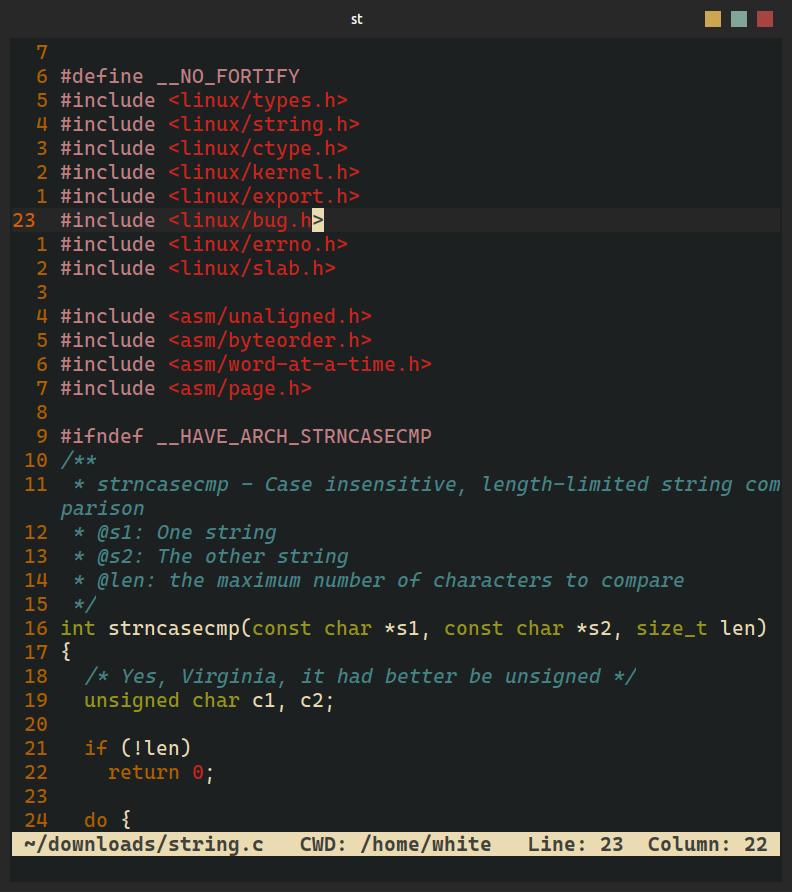 st
7
6 #define __NO_FORTIFY
5 #include <linux/types.h>
4 #include <linux/string.h>
3 #include <linux/ctype.h>
2 #include <linux/kernel.h>
1 #include <linux/export.h>
23 #include <linux/bug.h>
1 #include <linux/errno.h>
2 #include <linux/slab.h>
3
4 #include <asm/unaligned.h>
5 #include <asm/byteorder.h>
6 #include <asm/word-at-a-time.h>
7 #include <asm/page.h>
8
9 #ifndef __HAVE_ARCH_STRNCASECMP
10 /**
11  * strncasecmp - Case insensitive, length-limited string com
parison
12  * @s1: One string
13  * @s2: The other string
14  * @len: the maximum number of characters to compare
15  */
16 int strncasecmp(const char *s1, const char *s2, size_t len)
17 {
18   /* Yes, Virginia, it had better be unsigned */
19   unsigned char c1, c2;
20
21   if (!len)
22     return 0;
23
24   do {
~/downloads/string.c   CWD: /home/white   Line: 23  Column: 22